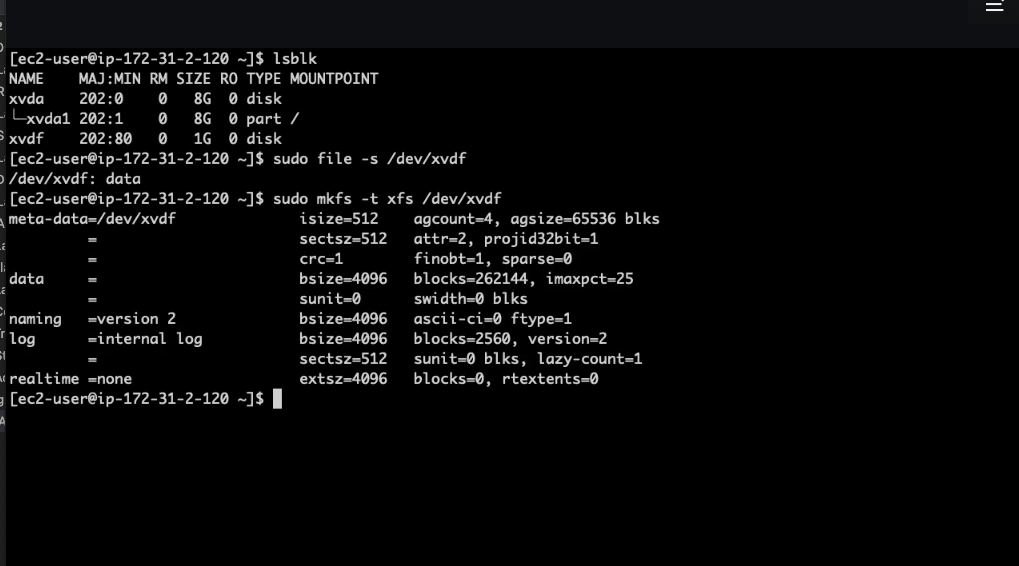 [ec2-user@ip-172-31-2-120 ~]$ lsblk
NAME    MAJ:MIN RM SIZE RO TYPE MOUNTPOINT
xvda    202:0    0   8G  0 disk
└─xvda1 202:1    0   8G  0 part /
xvdf    202:80   0   1G  0 disk
[ec2-user@ip-172-31-2-120 ~]$ sudo file -s /dev/xvdf
/dev/xvdf: data
[ec2-user@ip-172-31-2-120 ~]$ sudo mkfs -t xfs /dev/xvdf
meta-data=/dev/xvdf              isize=512    agcount=4, agsize=65536 blks
         =                       sectsz=512   attr=2, projid32bit=1
         =                       crc=1        finobt=1, sparse=0
data     =                       bsize=4096   blocks=262144, imaxpct=25
         =                       sunit=0      swidth=0 blks
naming   =version 2              bsize=4096   ascii-ci=0 ftype=1
log      =internal log           bsize=4096   blocks=2560, version=2
         =                       sectsz=512   sunit=0 blks, lazy-count=1
realtime =none                   extsz=4096   blocks=0, rtextents=0
[ec2-user@ip-172-31-2-120 ~]$